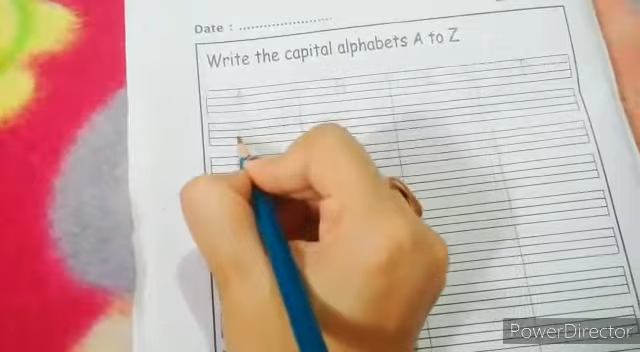 Date : ........................
Write the capital alphabets A to Z
PowerDirector